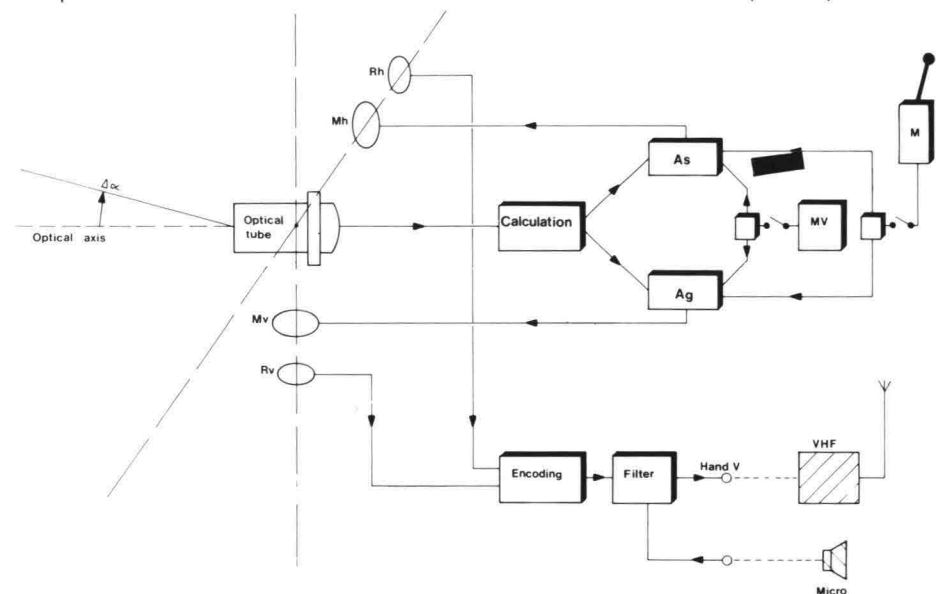 Rh
Mh
M
As
Δα
Optical
tube
Calculation
MV
Optical axis
Ag
Mv
Rv
VHF
Encoding
Filter
Hand V
Micro